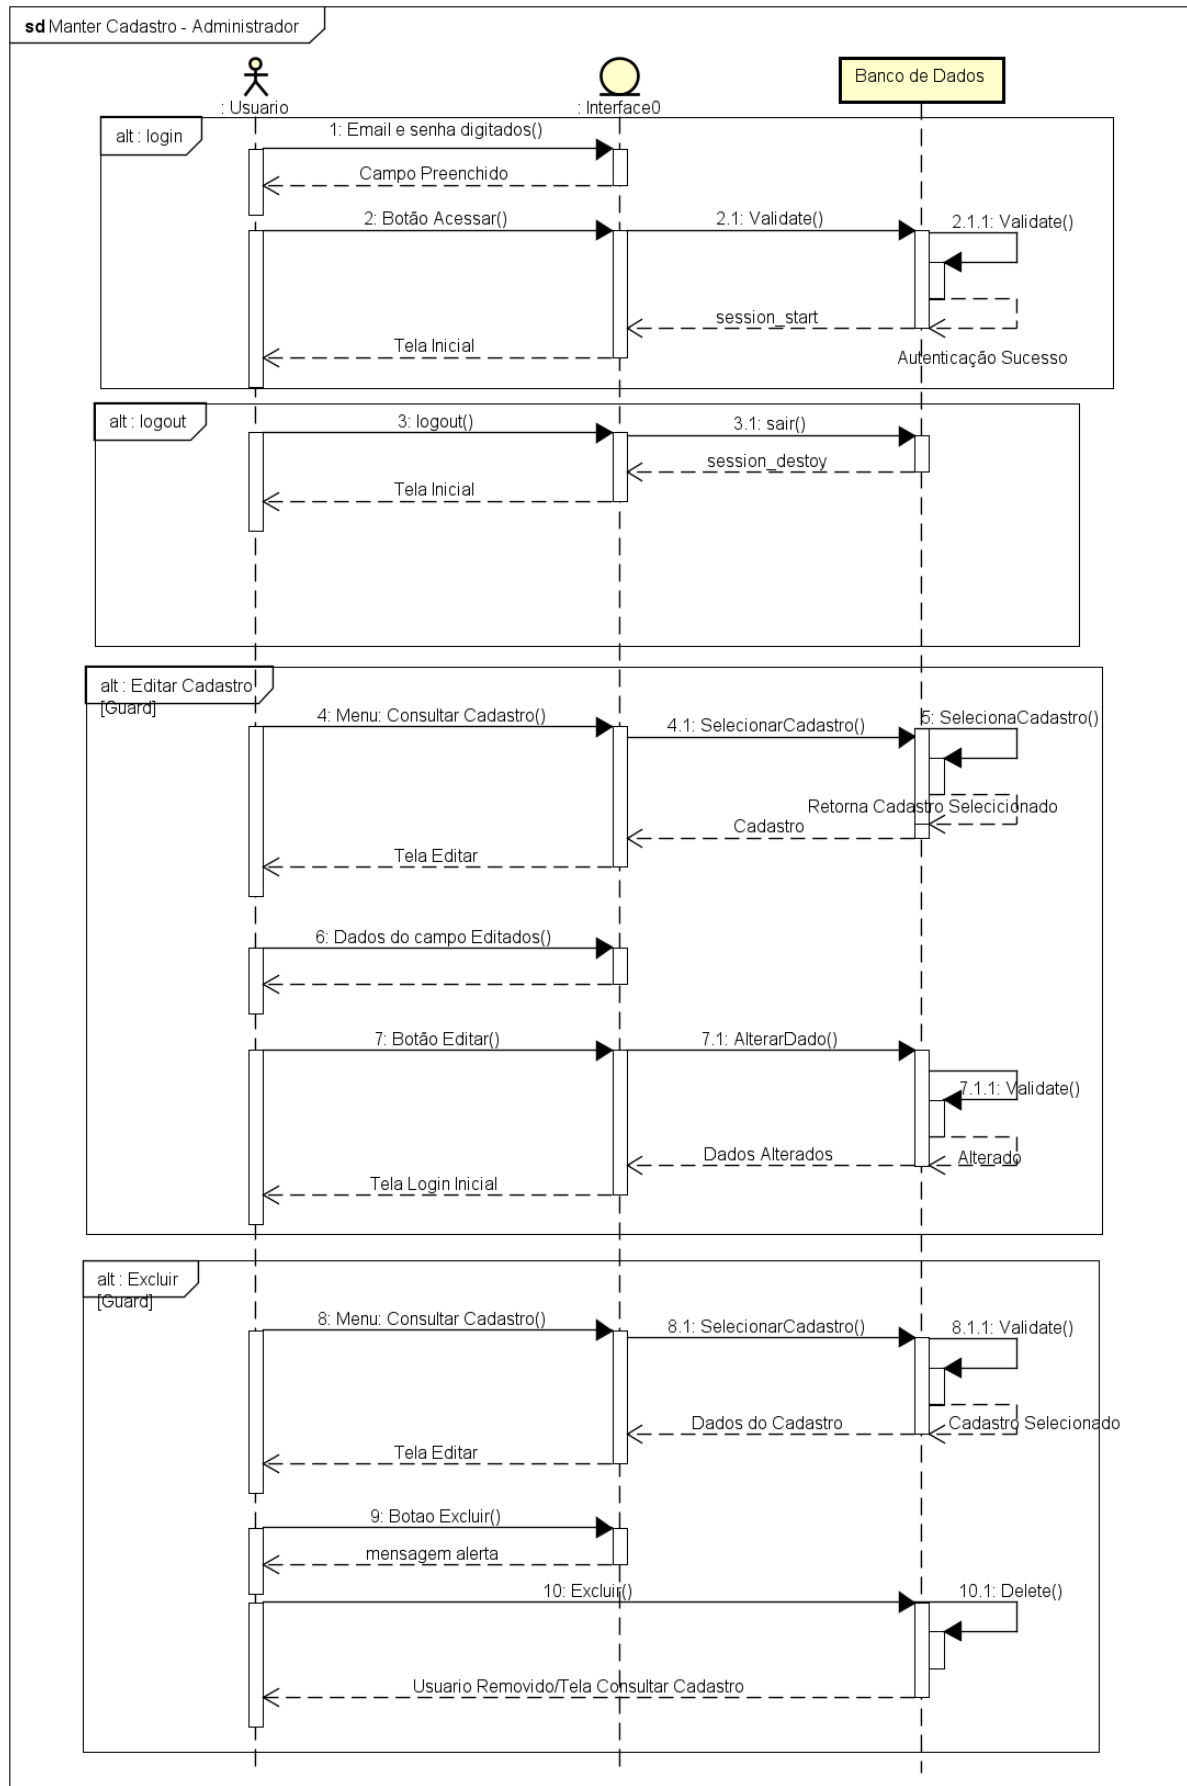 sd Manter Cadastro - Administrador
: Usuario
: Interface0
Banco de Dados
alt : login
1: Email e senha digitados()
Campo Preenchido
2: Botão Acessar()
2.1: Validate()
2.1.1: Validate()
session_start
Tela Inicial
Autenticação Sucesso
alt : logout
3: logout()
3.1: sair()
session_destoy
Tela Inicial
alt : Editar Cadastro
[Guard]
4: Menu: Consultar Cadastro()
4.1: SelecionarCadastro()
5: SelecionaCadastro()
Retorna Cadastro Selecicionado
Cadastro
Tela Editar
6: Dados do campo Editados()
7: Botão Editar()
7.1: AlterarDado()
7.1.1: Validate()
Dados Alterados
Alterado
Tela Login Inicial
alt : Excluir
[Guard]
8: Menu: Consultar Cadastro()
8.1: SelecionarCadastro()
8.1.1: Validate()
Dados do Cadastro
Cadastro Selecionado
Tela Editar
9: Botao Excluir()
mensagem alerta
10: Excluir()
10.1: Delete()
Usuario Removido/Tela Consultar Cadastro